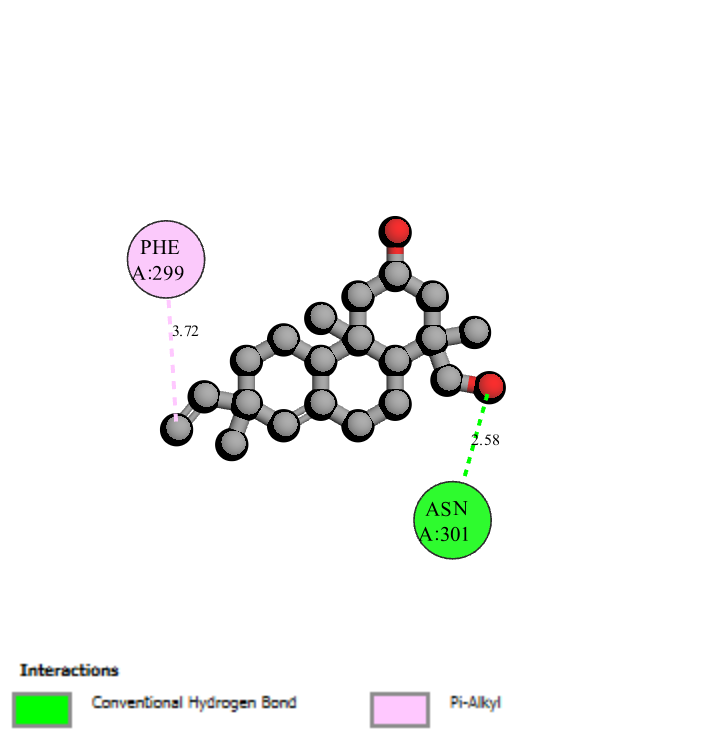 PHE
A:299
3.72
2.58
ASN
A:301
Interactions
Conventional Hydrogen Bond
Pi-Alkyl